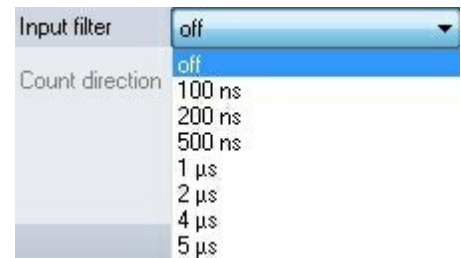 Input filter off
off
Count direction
100 ns
200 ns
500 ns
1 µs
2 µs
4 µs
5 µs